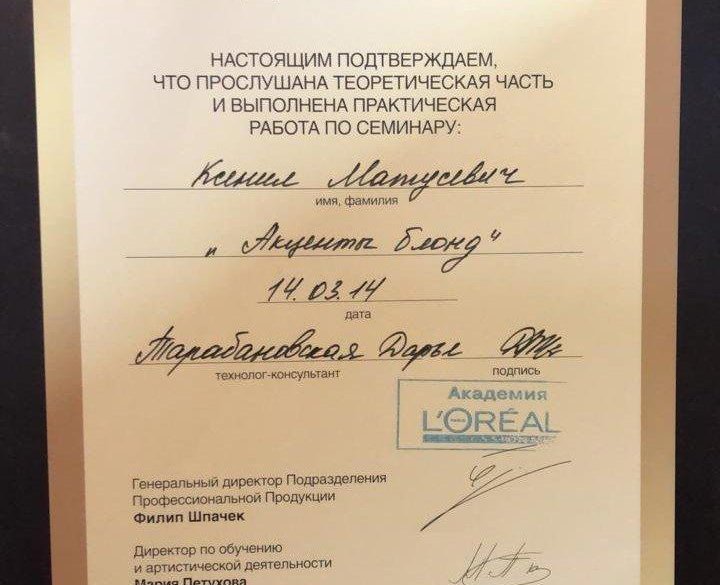 НАСТОЯЩИМ ПОДТВЕРЖДАЕМ,
ЧТО ПРОСЛУШАНА ТЕОРЕТИЧЕСКАЯ ЧАСТЬ
И ВЫПОЛНЕНА ПРАКТИЧЕСКАЯ
РАБОТА ПО СЕМИНАРУ:
Ксения Матусевич
имя, фамилия
"Акценты блонд"
14.03.14
дата
Тарабановская Дарья
технолог-консультант
подпись
Академия
L'ORÉAL
Генеральный директор Подразделения
Профессиональной Продукции
Филип Шпачек
Директор по обучению
и артистической деятельности
Мария Петухова